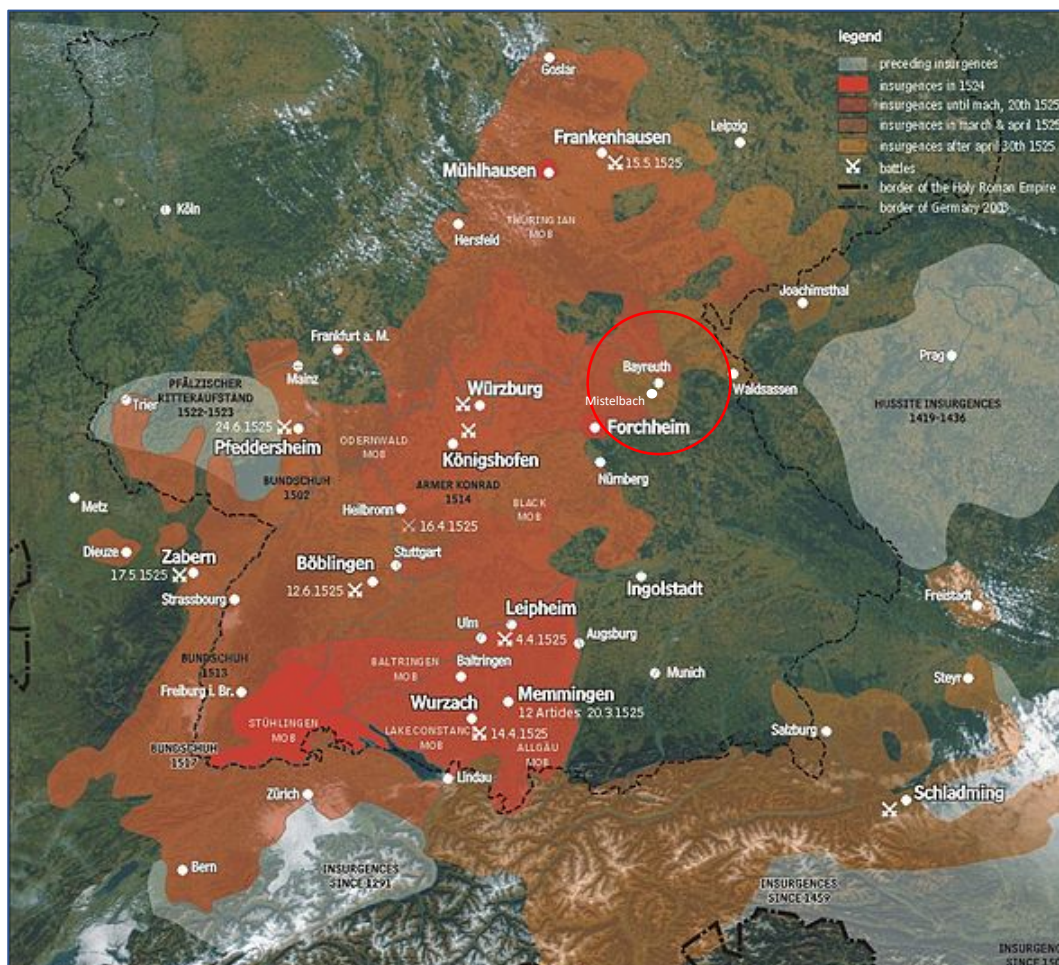 legend
preceding insurgences
insurgences in 1524
insurgences until mach, 20th 1525
insurgences in march & april 1525
insurgences after april 30th 1525
battles
border of the Holy Roman Empire
border of Germany 2003
Goslar
Frankenhausen
15.5.1525
Leipzig
Mühlhausen
Köln
THURINGIAN
MOB
Hersfeld
Joachimsthal
Frankfurt a. M.
Mainz
Bayreuth
Mistelbach
Waldsassen
Prag
HUSSITE INSURGENCES
1419-1436
PFÄLZISCHER
RITTERAUFSTAND
1522-1523
Trier
24.6.1525
Pfeddersheim
Würzburg
Forchheim
Königshofen
ODERNWALD
MOB
Nürnberg
BUNDSCHUH
1502
ARMER KONRAD
1514
Metz
Heilbronn
16.4.1525
BLACK
MOB
Dieuze
Zabern
17.5.1525
Stuttgart
Böblingen
12.6.1525
Ingolstadt
Strassbourg
Freistadt
Leipheim
Ulm
4.4.1525
Augsburg
BUNDSCHUH
1513
BALTRINGEN
MOB
Baltringen
Munich
Steyr
Freiburg i. Br.
Memmingen
12 Artides: 20.3.1525
Wurzach
STÜHLINGEN
MOB
LAKE CONSTANC
MOB
14.4.1525
ALLGÄU
MOB
Salzburg
BUNDSCHUH
1517
Lindau
Zürich
Schladming
Bern
INSURGENCES
SINCE 1291
INSURGENCES
SINCE 1459
INSURGENC